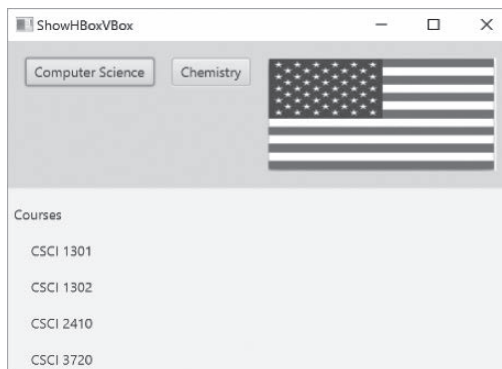 ShowHBoxVBox
Computer Science Chemistry
Courses
CSCI 1301
CSCI 1302
CSCI 2410
CSCI 3720